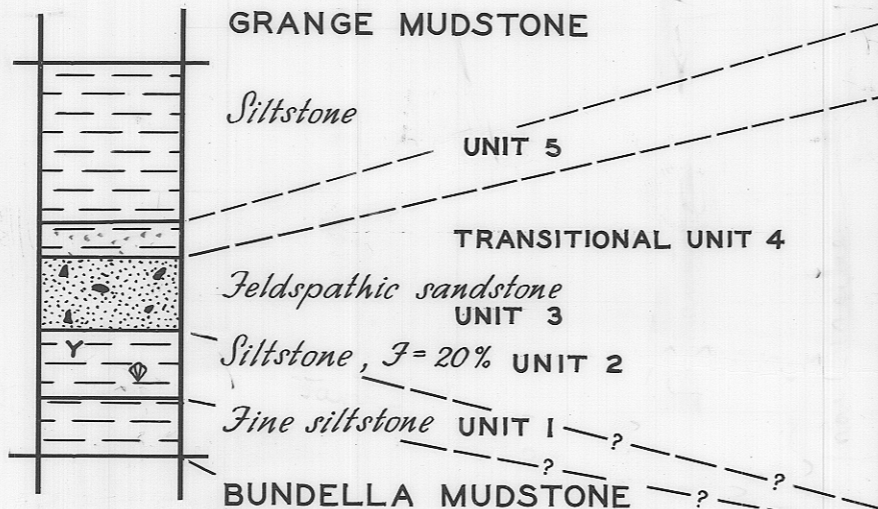 GRANGE MUDSTONE
Siltstone
UNIT 5
TRANSITIONAL UNIT 4
Feldspathic sandstone
UNIT 3
Siltstone, F = 20% UNIT 2
Fine siltstone UNIT 1
?
?
?
?
BUNDELLA MUDSTONE